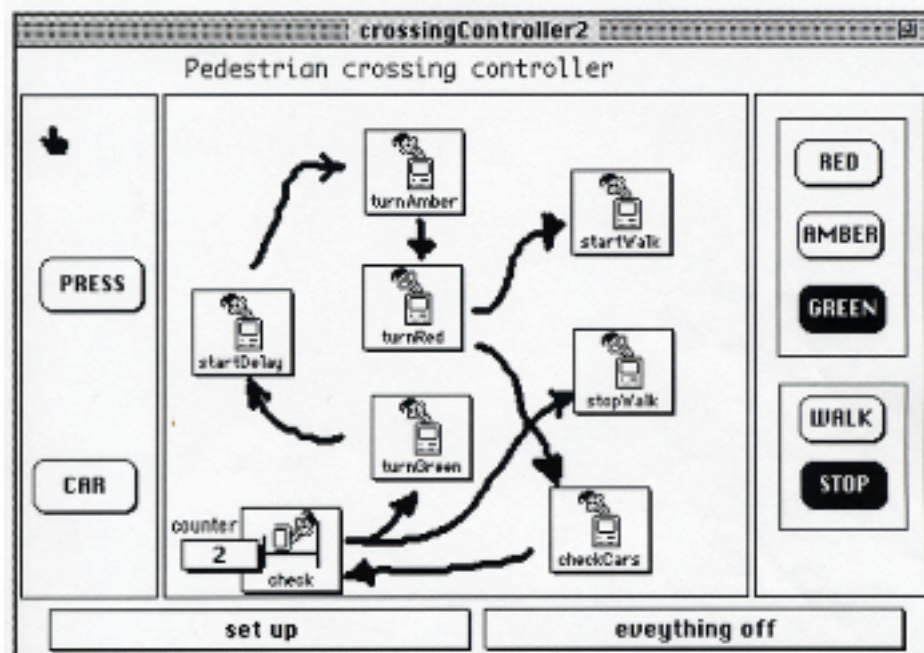 crossingController2
Pedestrian crossing controller
PRESS
CAR
turnAmber
startWalk
turnRed
startDelay
stopWalk
turnGreen
counter
2
check
checkCars
RED
AMBER
GREEN
WALK
STOP
set up
eveything off